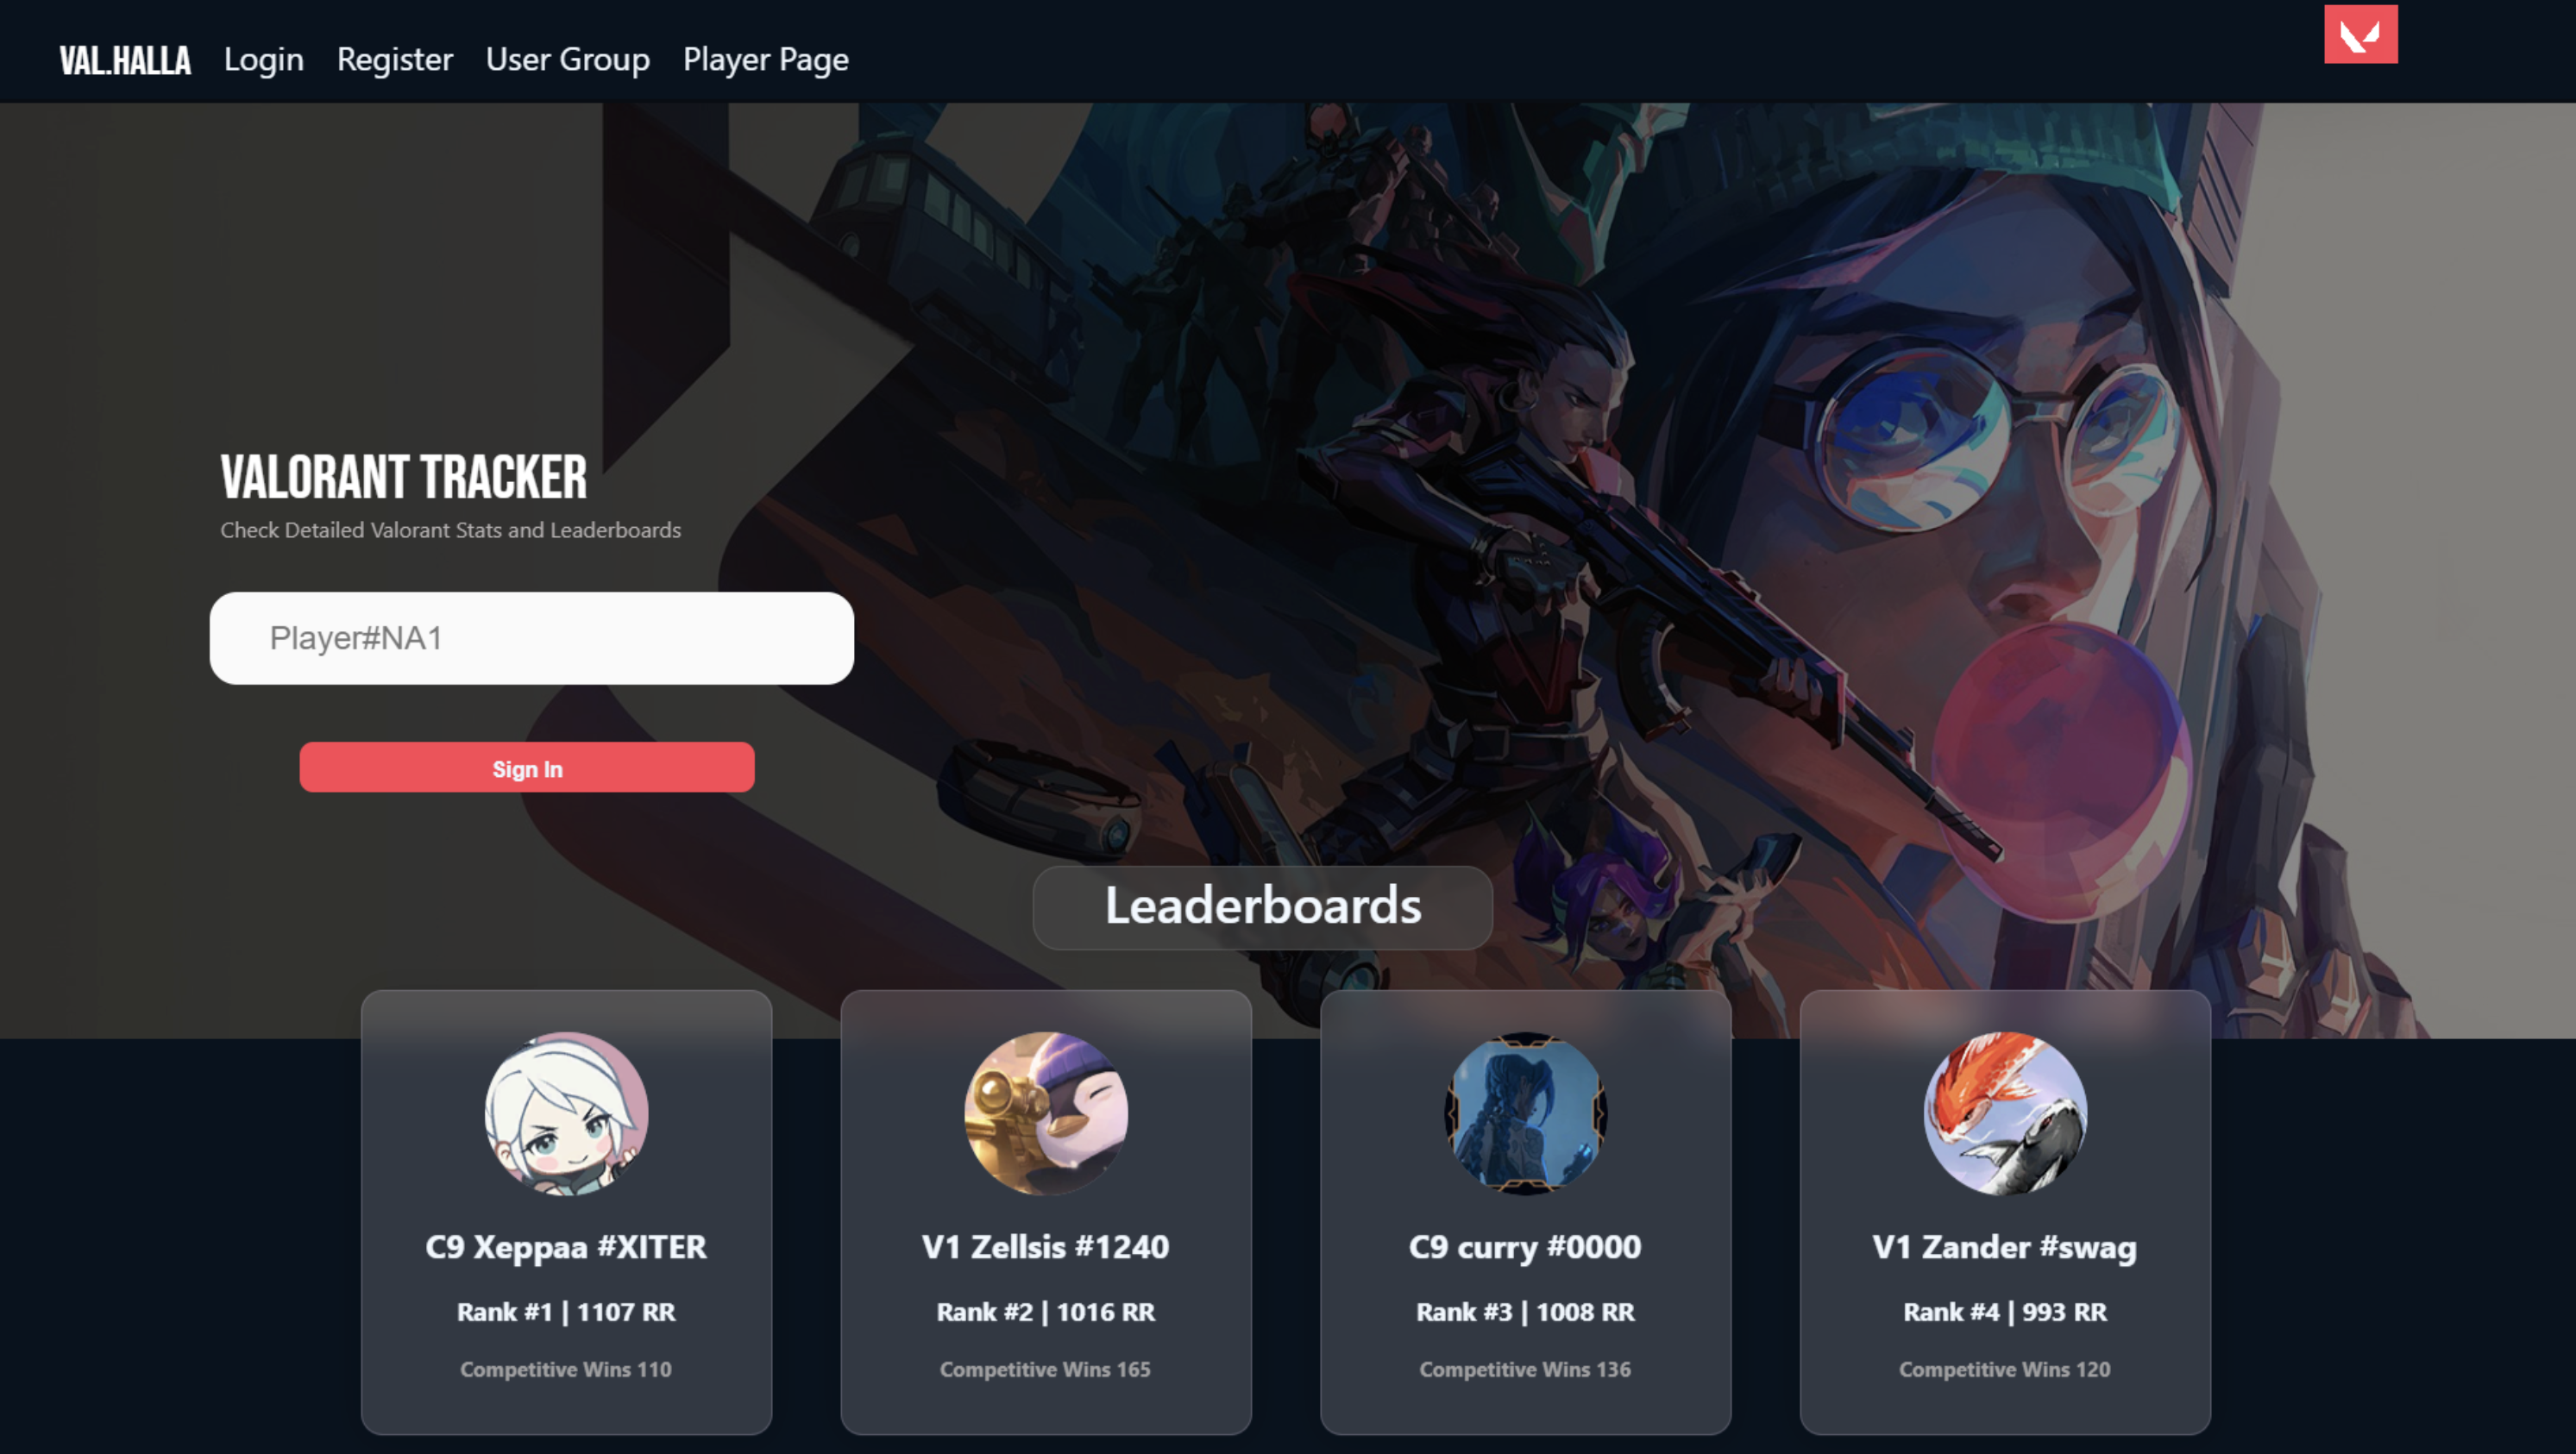 VAL.HALLA Login Register User Group Player Page
VALORANT TRACKER
Check Detailed Valorant Stats and Leaderboards
Player#NA1
Sign In
Leaderboards
C9 Xeppaa #XITER
Rank #1 | 1107 RR
Competitive Wins 110
V1 Zellsis #1240
Rank #2 | 1016 RR
Competitive Wins 165
C9 curry #0000
Rank #3 | 1008 RR
Competitive Wins 136
V1 Zander #swag
Rank #4 | 993 RR
Competitive Wins 120